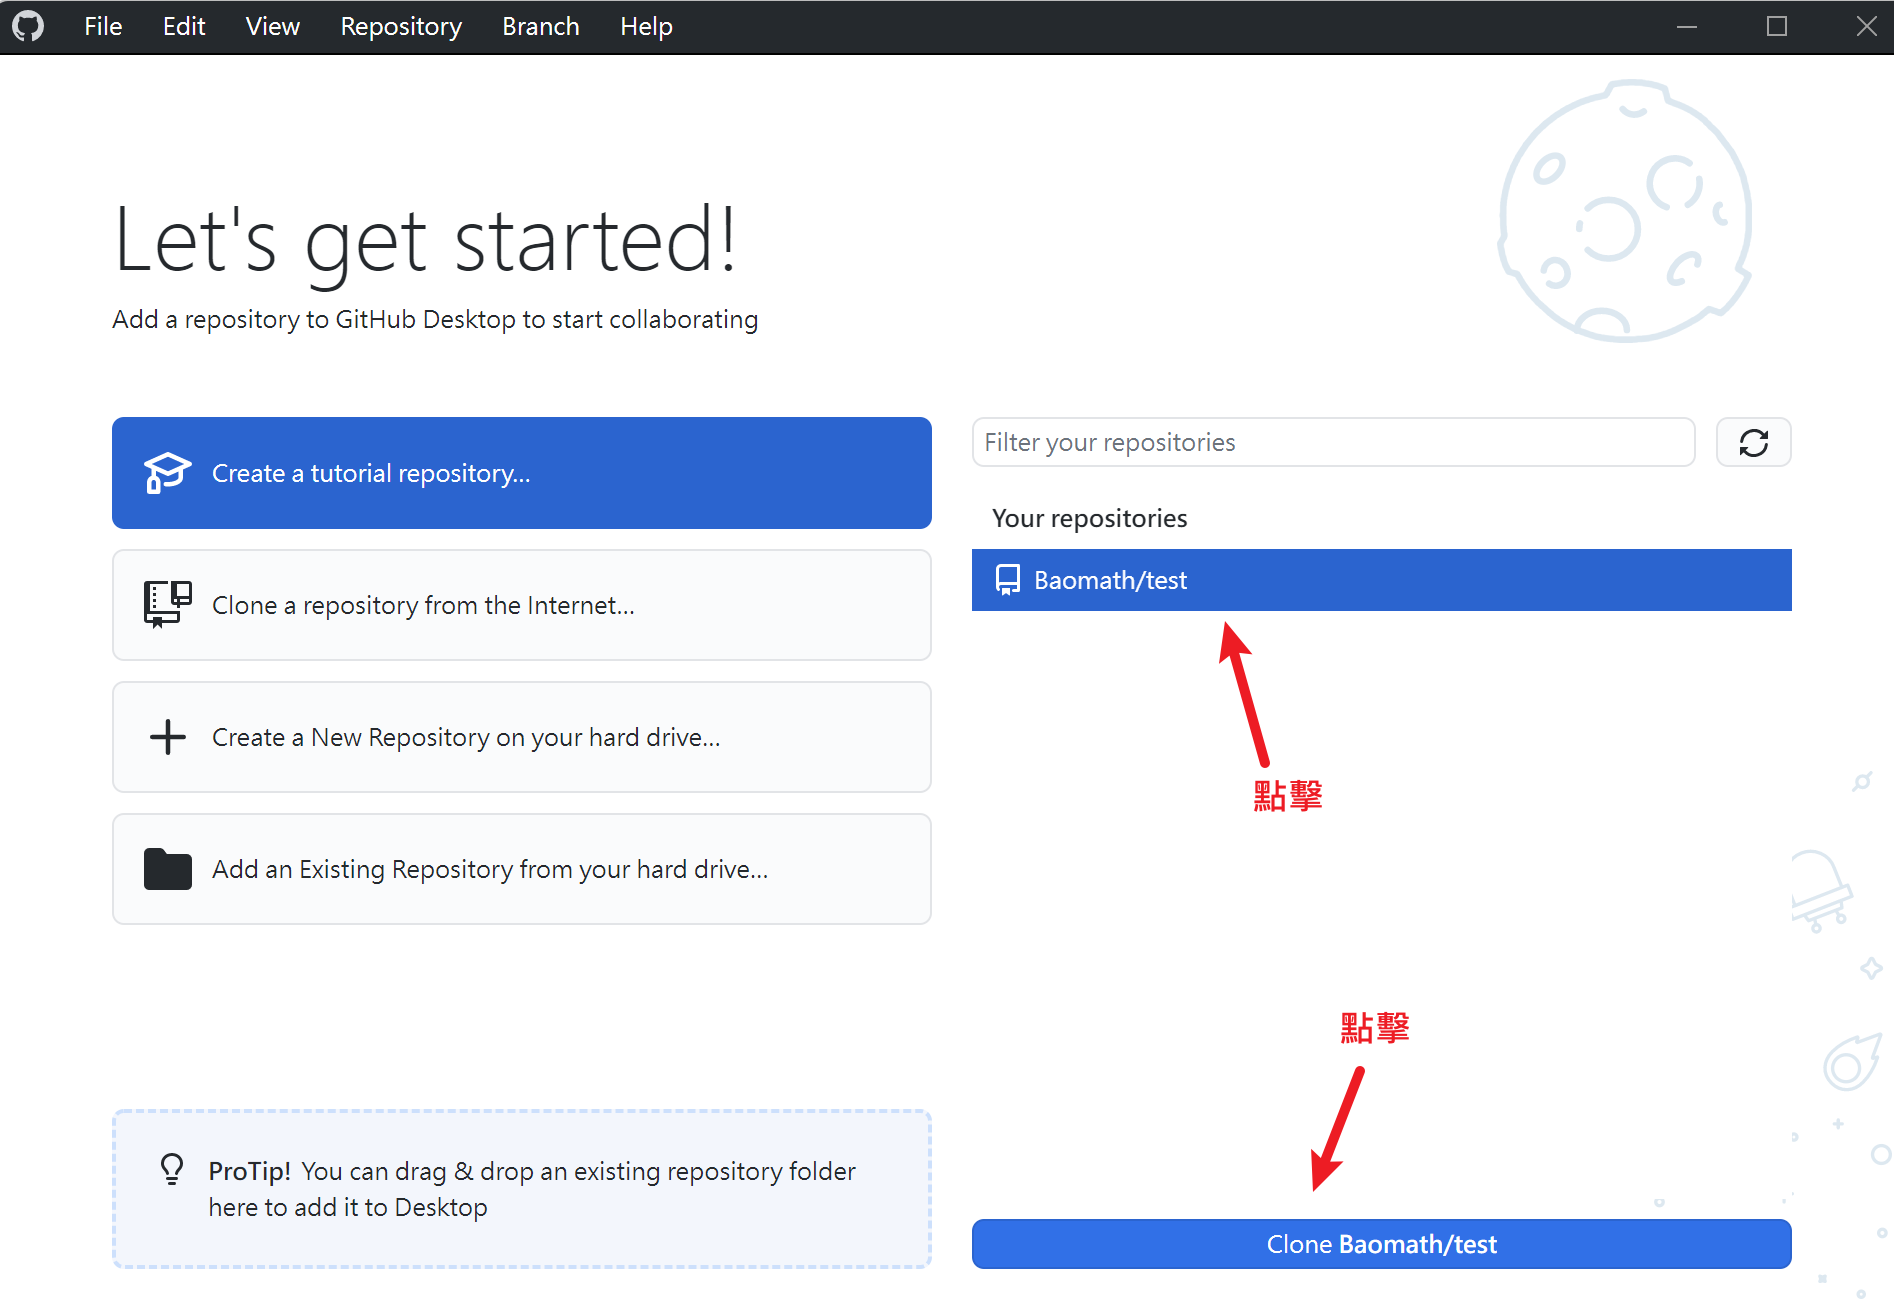 File Edit View Repository Branch Help
Let's get started!
Add a repository to GitHub Desktop to start collaborating
Create a tutorial repository...
Clone a repository from the Internet...
Create a New Repository on your hard drive...
Add an Existing Repository from your hard drive...
ProTip! You can drag & drop an existing repository folder
here to add it to Desktop
Filter your repositories
Your repositories
Baomath/test
點擊
點擊
Clone Baomath/test